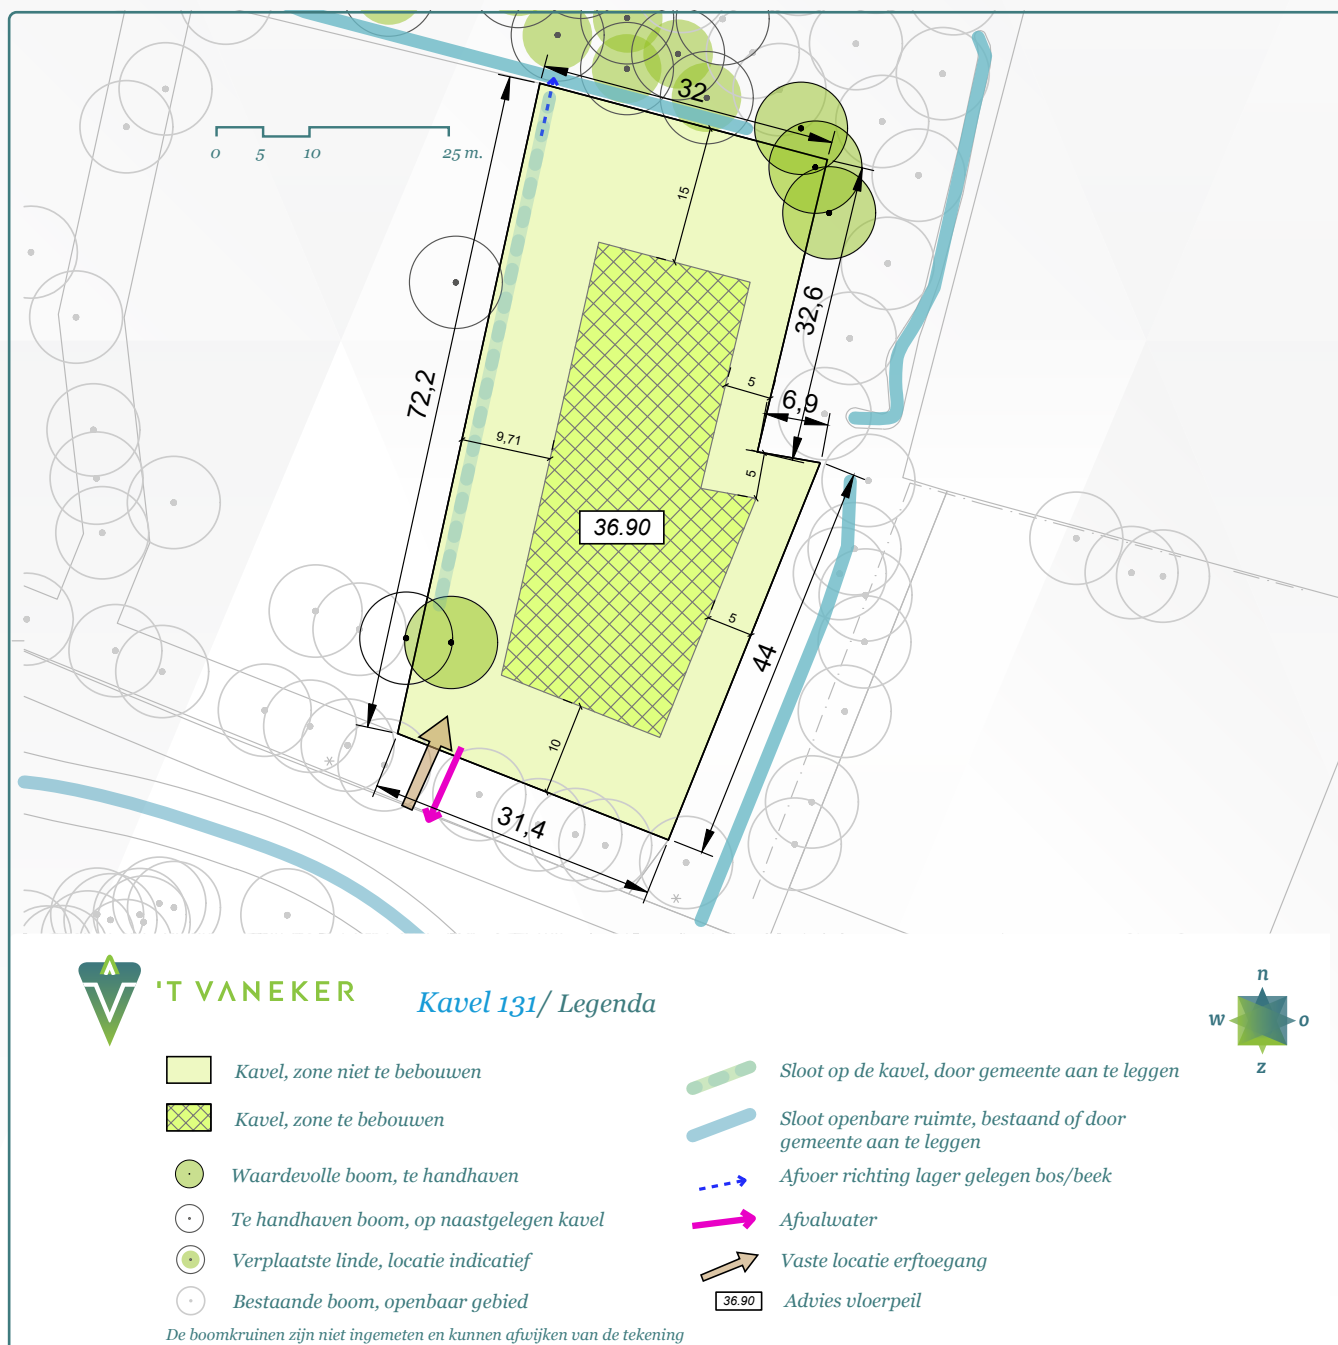 32
0 5 10 25 m.
15
32,6
72,2
5
6,9
9,71
5
36.90
5
44
10
31,4
'T VANEKER
Kavel 131/ Legenda
n
w o
z
Kavel, zone niet te bebouwen
Kavel, zone te bebouwen
Waardevolle boom, te handhaven
Te handhaven boom, op naastgelegen kavel
Verplaatste linde, locatie indicatief
Bestaande boom, openbaar gebied
De boomkruinen zijn niet ingemeten en kunnen afwijken van de tekening
Sloot op de kavel, door gemeente aan te leggen
Sloot openbare ruimte, bestaand of door
gemeente aan te leggen
Afvoer richting lager gelegen bos/beek
Afvalwater
Vaste locatie erftoegang
36.90 Advies vloerpeil